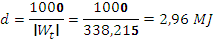 d = 1000 / |W_t| = 1000 / 338,215 = 2,96 MJ